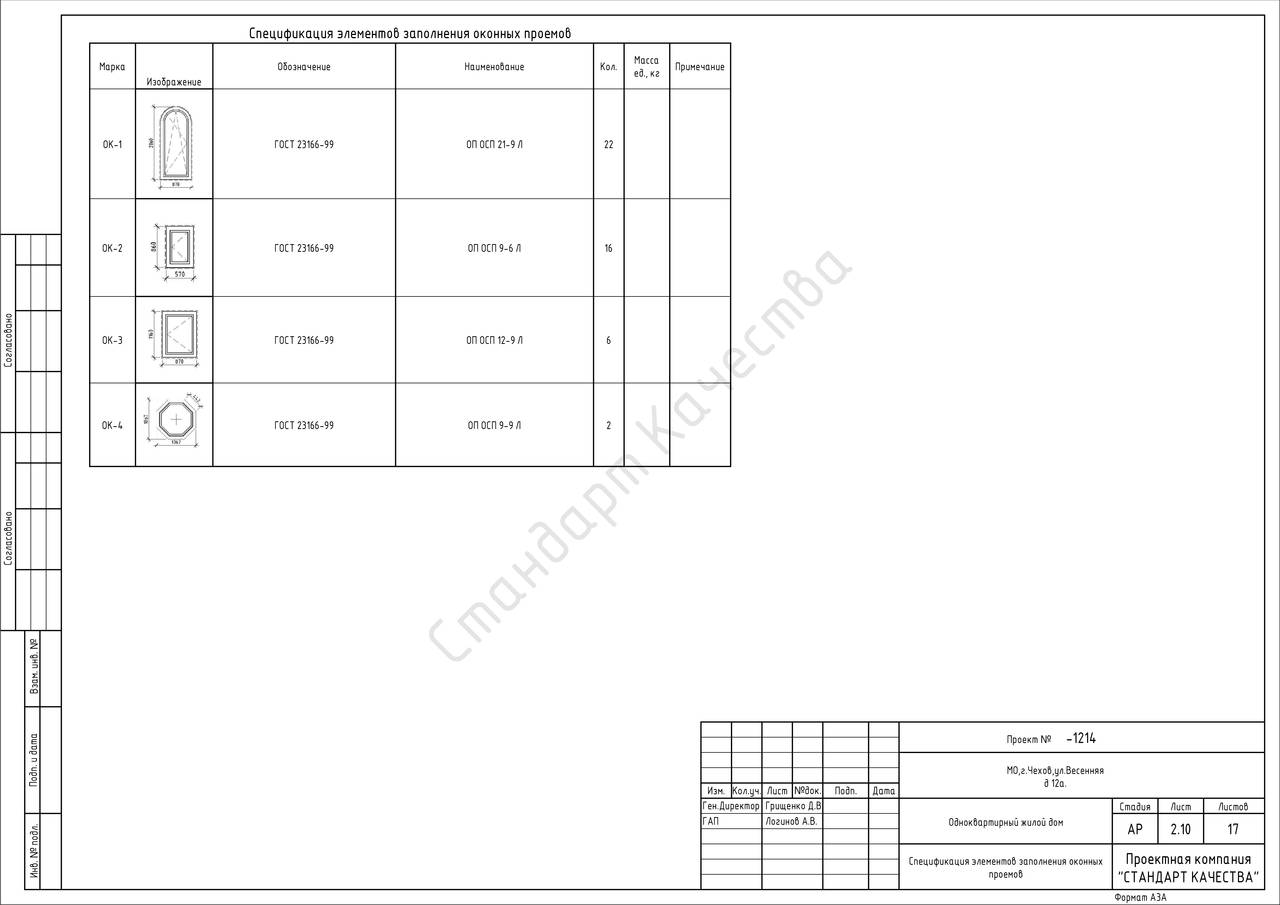 Спецификация элементов заполнения оконных проемов
Марка
Изображение
Обозначение
Наименование
Кол.
Масса
ед., кг
Примечание
ОК-1
2060
870
ГОСТ 23166-99
ОП ОСП 21-9 Л
22
ОК-2
860
570
ГОСТ 23166-99
ОП ОСП 9-6 Л
16
ОК-3
1160
870
ГОСТ 23166-99
ОП ОСП 12-9 Л
6
ОК-4
1067
1067
ГОСТ 23166-99
ОП ОСП 9-9 Л
2
Стандарт Качества
Согласовано
Согласовано
Взам. инв. №
Подп. и дата
Инв. № подл.
Проект № -1214
МО,г.Чехов,ул.Весенняя
д 12а.
Изм. Кол.уч. Лист №док. Подп. Дата
Ген.Директор Грищенко Д.В
ГАП Логинов А.В.
Одноквартирный жилой дом
Стадия Лист Листов
АР 2.10 17
Спецификация элементов заполнения оконных
проемов
Проектная компания
"СТАНДАРТ КАЧЕСТВА"
Формат А3А